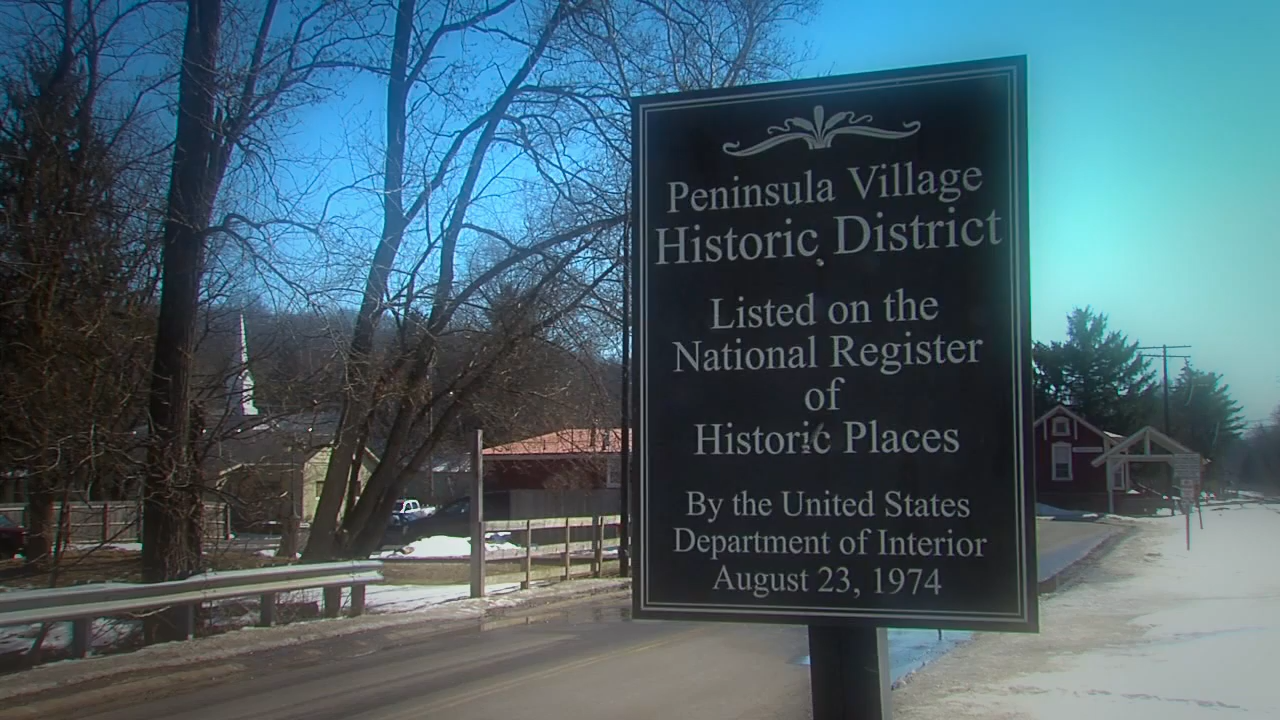 Peninsula Village
Historic District
Listed on the
National Register
of
Historic Places
By the United States
Department of Interior
August 23, 1974